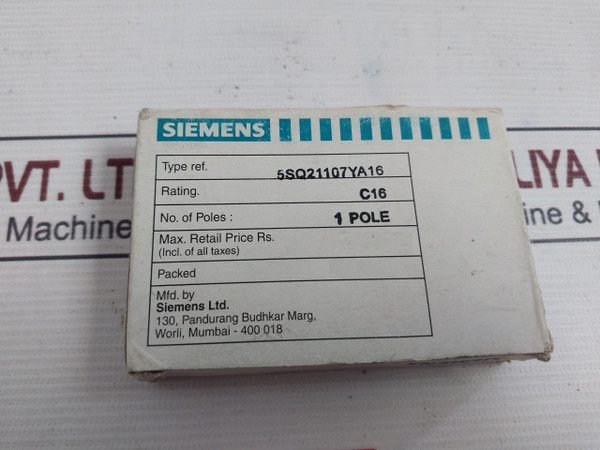 SIEMENS
Type ref. 5SQ21107YA16
Rating. C16
No. of Poles : 1 POLE
Max. Retail Price Rs.
(Incl. of all taxes)
Packed
Mfd. by
Siemens Ltd.
130, Pandurang Budhkar Marg,
Worli, Mumbai - 400 018
PVT. LT
LIYA
Machine
ne &